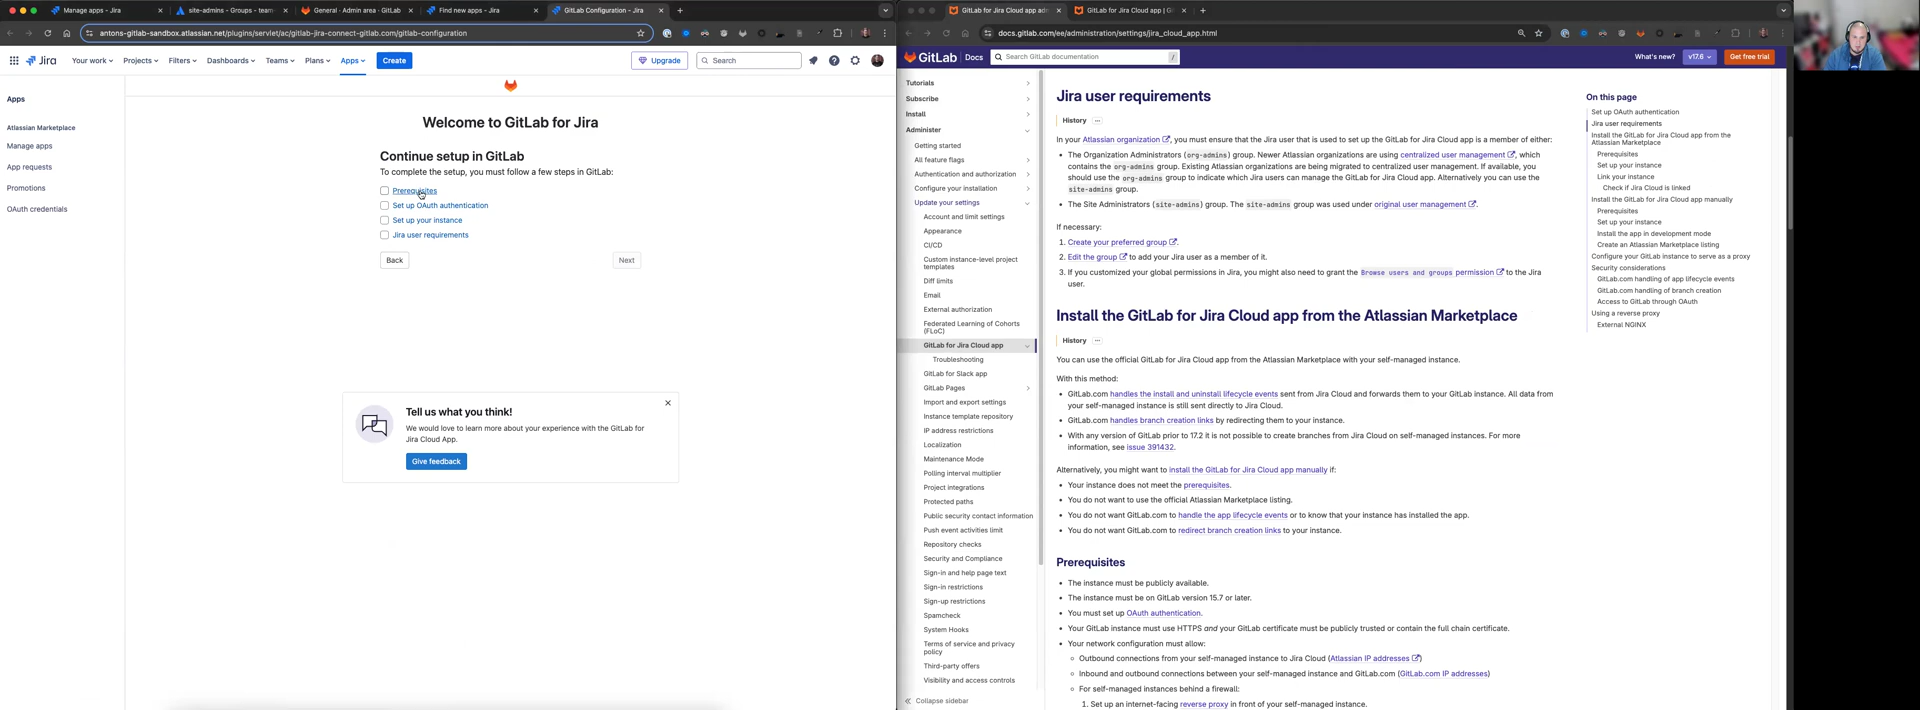 Manage apps - Jira
site-admins - Groups - team
General · Admin area · GitLab
Find new apps - Jira
GitLab Configuration - Jira
antons-gitlab-sandbox.atlassian.net/plugins/servlet/ac/gitlab-jira-connect-gitlab.com/gitlab-configuration
Jira
Your work
Projects
Filters
Dashboards
Teams
Plans
Apps
Create
Upgrade
Search
Apps
Atlassian Marketplace
Manage apps
App requests
Promotions
OAuth credentials
Welcome to GitLab for Jira
Continue setup in GitLab
To complete the setup, you must follow a few steps in GitLab:
Prerequisites
Set up OAuth authentication
Set up your instance
Jira user requirements
Back
Next
Tell us what you think!
We would love to learn more about your experience with the GitLab for
Jira Cloud App.
Give feedback
GitLab for Jira Cloud app adm
GitLab for Jira Cloud app | Gi
docs.gitlab.com/ee/administration/settings/jira_cloud_app.html
GitLab Docs
Search GitLab documentation
/
What's new?
v17.6
Get free trial
Tutorials
Subscribe
Install
Administer
Getting started
All feature flags
Authentication and authorization
Configure your installation
Update your settings
Account and limit settings
Appearance
CI/CD
Custom instance-level project
templates
Diff limits
Email
External authorization
Federated Learning of Cohorts
(FLoC)
GitLab for Jira Cloud app
Troubleshooting
GitLab for Slack app
GitLab Pages
Import and export settings
Instance template repository
IP address restrictions
Localization
Maintenance Mode
Polling interval multiplier
Project integrations
Protected paths
Public security contact information
Push event activities limit
Repository checks
Security and Compliance
Sign-in and help page text
Sign-in restrictions
Sign-up restrictions
Spamcheck
System Hooks
Terms of service and privacy
policy
Third-party offers
Visibility and access controls
Collapse sidebar
Jira user requirements
History ...
In your Atlassian organization, you must ensure that the Jira user that is used to set up the GitLab for Jira Cloud app is a member of either:
• The Organization Administrators (org-admins) group. Newer Atlassian organizations are using centralized user management, which
contains the org-admins group. Existing Atlassian organizations are being migrated to centralized user management. If available, you
should use the org-admins group to indicate which Jira users can manage the GitLab for Jira Cloud app. Alternatively you can use the
site-admins group.
• The Site Administrators (site-admins) group. The site-admins group was used under original user management.
If necessary:
1. Create your preferred group.
2. Edit the group to add your Jira user as a member of it.
3. If you customized your global permissions in Jira, you might also need to grant the Browse users and groups permission to the Jira
user.
Install the GitLab for Jira Cloud app from the Atlassian Marketplace
History ...
You can use the official GitLab for Jira Cloud app from the Atlassian Marketplace with your self-managed instance.
With this method:
• GitLab.com handles the install and uninstall lifecycle events sent from Jira Cloud and forwards them to your GitLab instance. All data from
your self-managed instance is still sent directly to Jira Cloud.
• GitLab.com handles branch creation links by redirecting them to your instance.
• With any version of GitLab prior to 17.2 it is not possible to create branches from Jira Cloud on self-managed instances. For more
information, see issue 391432.
Alternatively, you might want to install the GitLab for Jira Cloud app manually if:
• Your instance does not meet the prerequisites.
• You do not want to use the official Atlassian Marketplace listing.
• You do not want GitLab.com to handle the app lifecycle events or to know that your instance has installed the app.
• You do not want GitLab.com to redirect branch creation links to your instance.
Prerequisites
• The instance must be publicly available.
• The instance must be on GitLab version 15.7 or later.
• You must set up OAuth authentication.
• Your GitLab instance must use HTTPS and your GitLab certificate must be publicly trusted or contain the full chain certificate.
• Your network configuration must allow:
◦ Outbound connections from your self-managed instance to Jira Cloud (Atlassian IP addresses)
◦ Inbound and outbound connections between your self-managed instance and GitLab.com (GitLab.com IP addresses)
◦ For self-managed instances behind a firewall:
1. Set up an internet-facing reverse proxy in front of your self-managed instance.
On this page
Set up OAuth authentication
Jira user requirements
Install the GitLab for Jira Cloud app from the
Atlassian Marketplace
Prerequisites
Set up your instance
Link your instance
Check if Jira Cloud is linked
Install the GitLab for Jira Cloud app manually
Prerequisites
Set up your instance
Install the app in development mode
Create an Atlassian Marketplace listing
Configure your GitLab instance to serve as a proxy
Security considerations
GitLab.com handling of app lifecycle events
GitLab.com handling of branch creation
Access to GitLab through OAuth
Using a reverse proxy
External NGINX